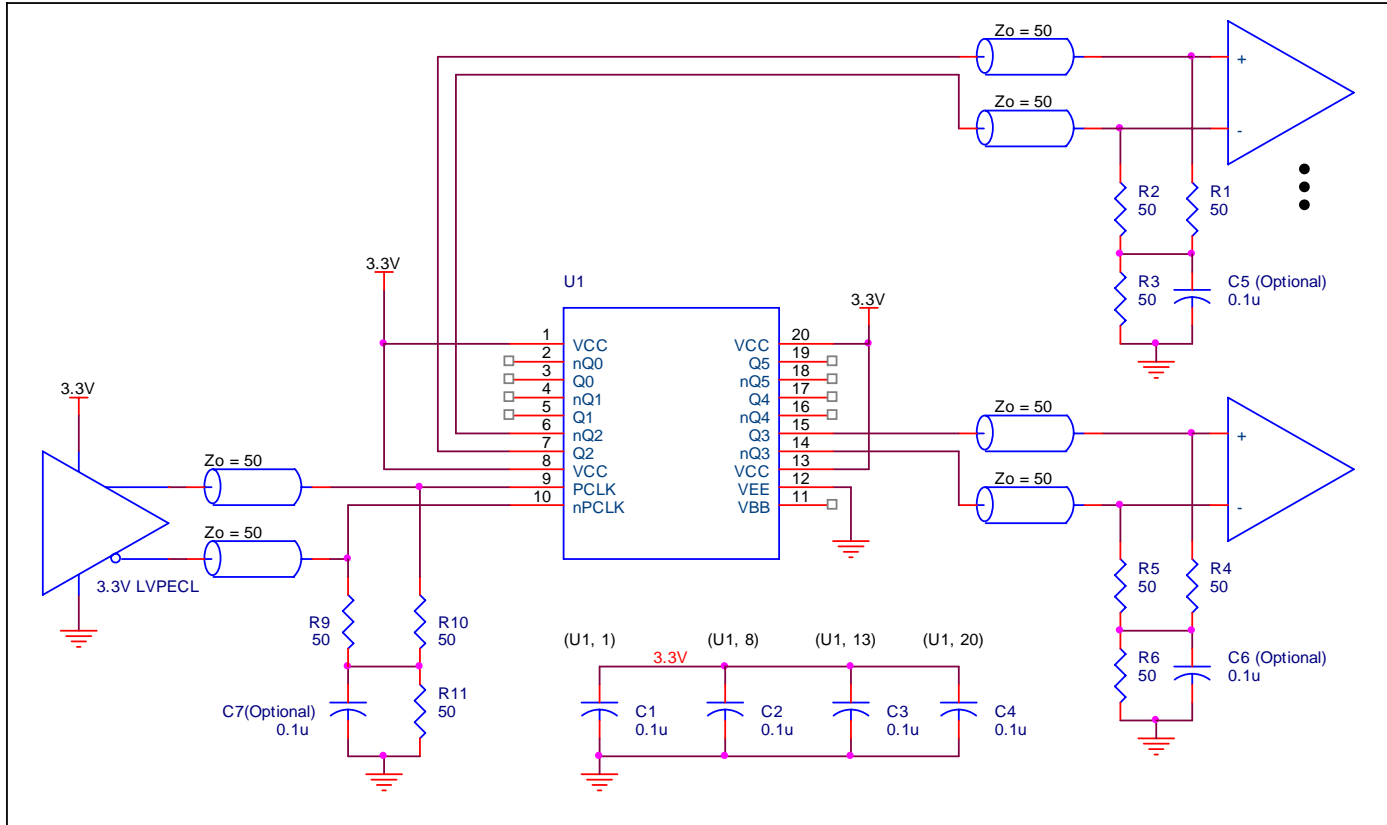 Zo = 50
+
Zo = 50
-
R2
50
R1
50
3.3V
U1
R3
50
C5 (Optional)
0.1u
3.3V
1
VCC
2
nQ0
3
Q0
4
nQ1
5
Q1
6
nQ2
7
Q2
8
VCC
9
PCLK
10
nPCLK
20
VCC
19
Q5
18
nQ5
17
Q4
16
nQ4
15
Q3
14
nQ3
13
VCC
12
VEE
11
VBB
3.3V
Zo = 50
Zo = 50
3.3V LVPECL
Zo = 50
+
Zo = 50
-
R5
50
R4
50
R9
50
R10
50
R6
50
C6 (Optional)
0.1u
C7(Optional)
0.1u
R11
50
(U1, 1)
(U1, 8)
(U1, 13)
(U1, 20)
3.3V
C1
0.1u
C2
0.1u
C3
0.1u
C4
0.1u